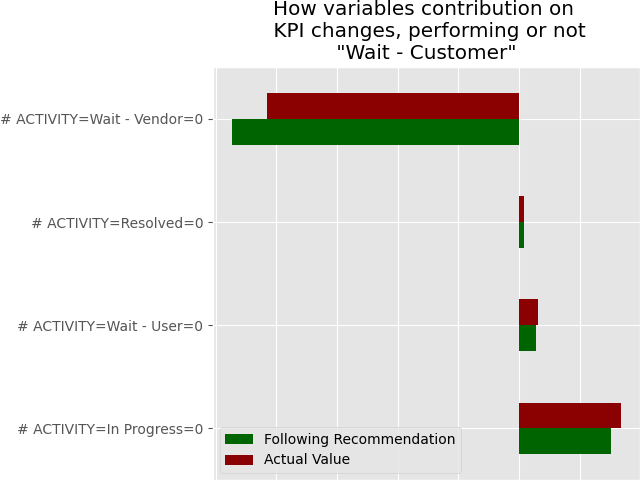 How variables contribution on
KPI changes, performing or not
"Wait - Customer"
# ACTIVITY=Wait - Vendor=0
# ACTIVITY=Resolved=0
# ACTIVITY=Wait - User=0
# ACTIVITY=In Progress=0
Following Recommendation
Actual Value